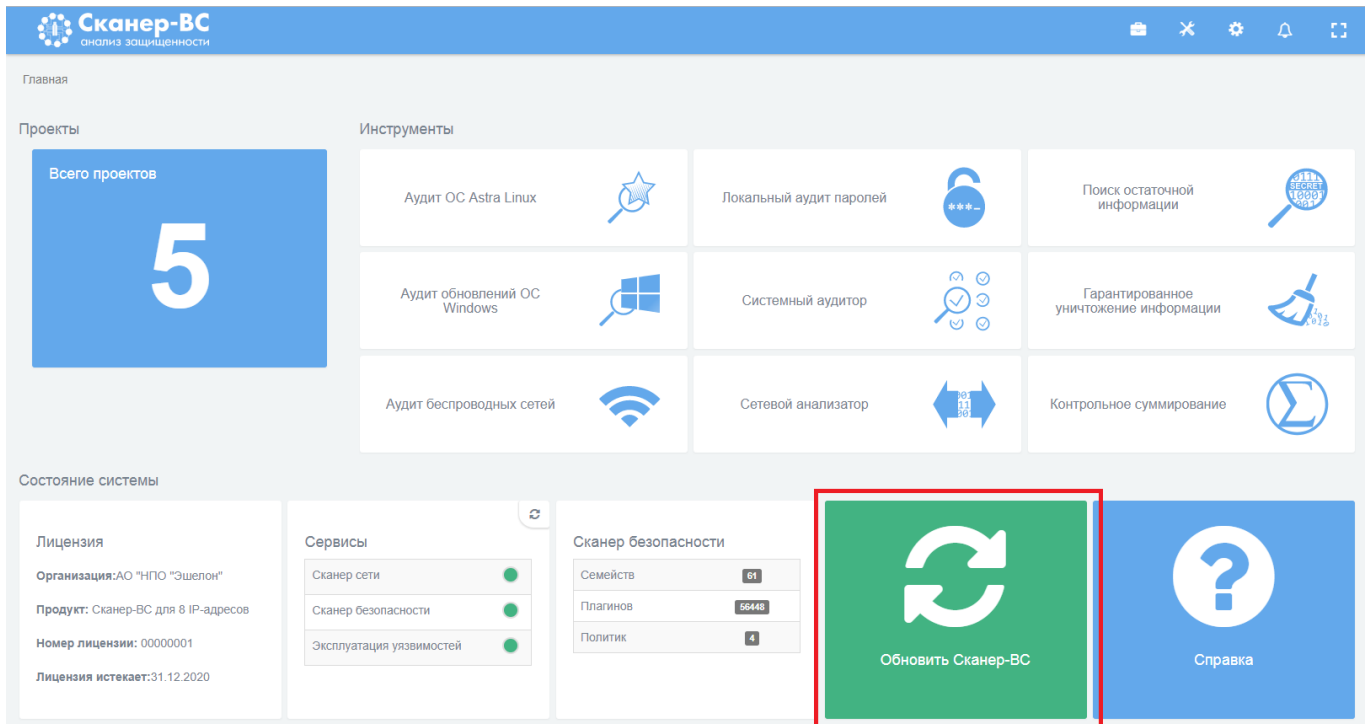 Сканер-ВС
анализ защищенности
Главная
Проекты
Всего проектов
5
Инструменты
Аудит ОС Astra Linux
Локальный аудит паролей
***_
Поиск остаточной
информации
SECRET
Аудит обновлений ОС
Windows
Системный аудитор
Гарантированное
уничтожение информации
Аудит беспроводных сетей
Сетевой анализатор
Контрольное суммирование
Σ
Состояние системы
Лицензия
Организация:АО "НПО "Эшелон"
Продукт: Сканер-ВС для 8 IP-адресов
Номер лицензии: 00000001
Лицензия истекает:31.12.2020
Сервисы
Сканер сети
Сканер безопасности
Эксплуатация уязвимостей
Сканер безопасности
Семейств 61
Плагинов 56448
Политик 4
Обновить Сканер-ВС
?
Справка